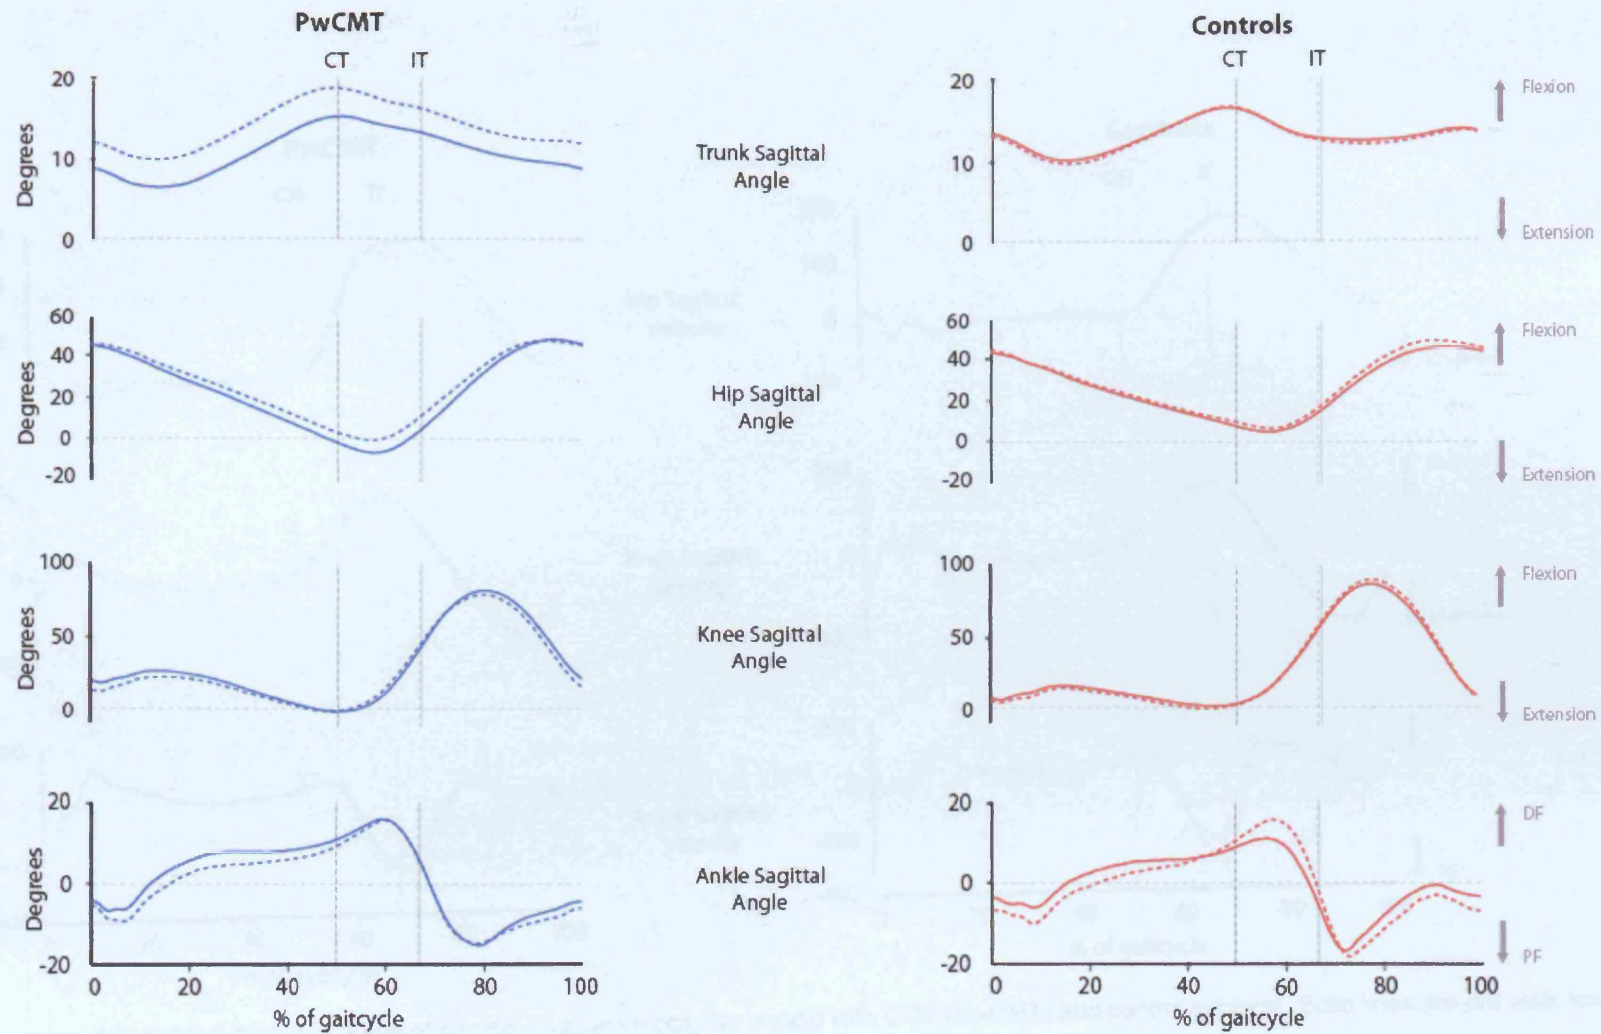 PwCMT
Controls
CT
IT
CT
IT
20
10
0
Degrees
Trunk Sagittal
Angle
20
10
0
Flexion
Extension
60
40
20
0
-20
Degrees
Hip Sagittal
Angle
60
40
20
0
-20
Flexion
Extension
100
50
0
Degrees
Knee Sagittal
Angle
100
50
0
Flexion
Extension
20
0
-20
Degrees
Ankle Sagittal
Angle
20
0
-20
DF
PF
0
20
40
60
80
100
% of gaitcycle
0
20
40
60
80
100
% of gaitcycle